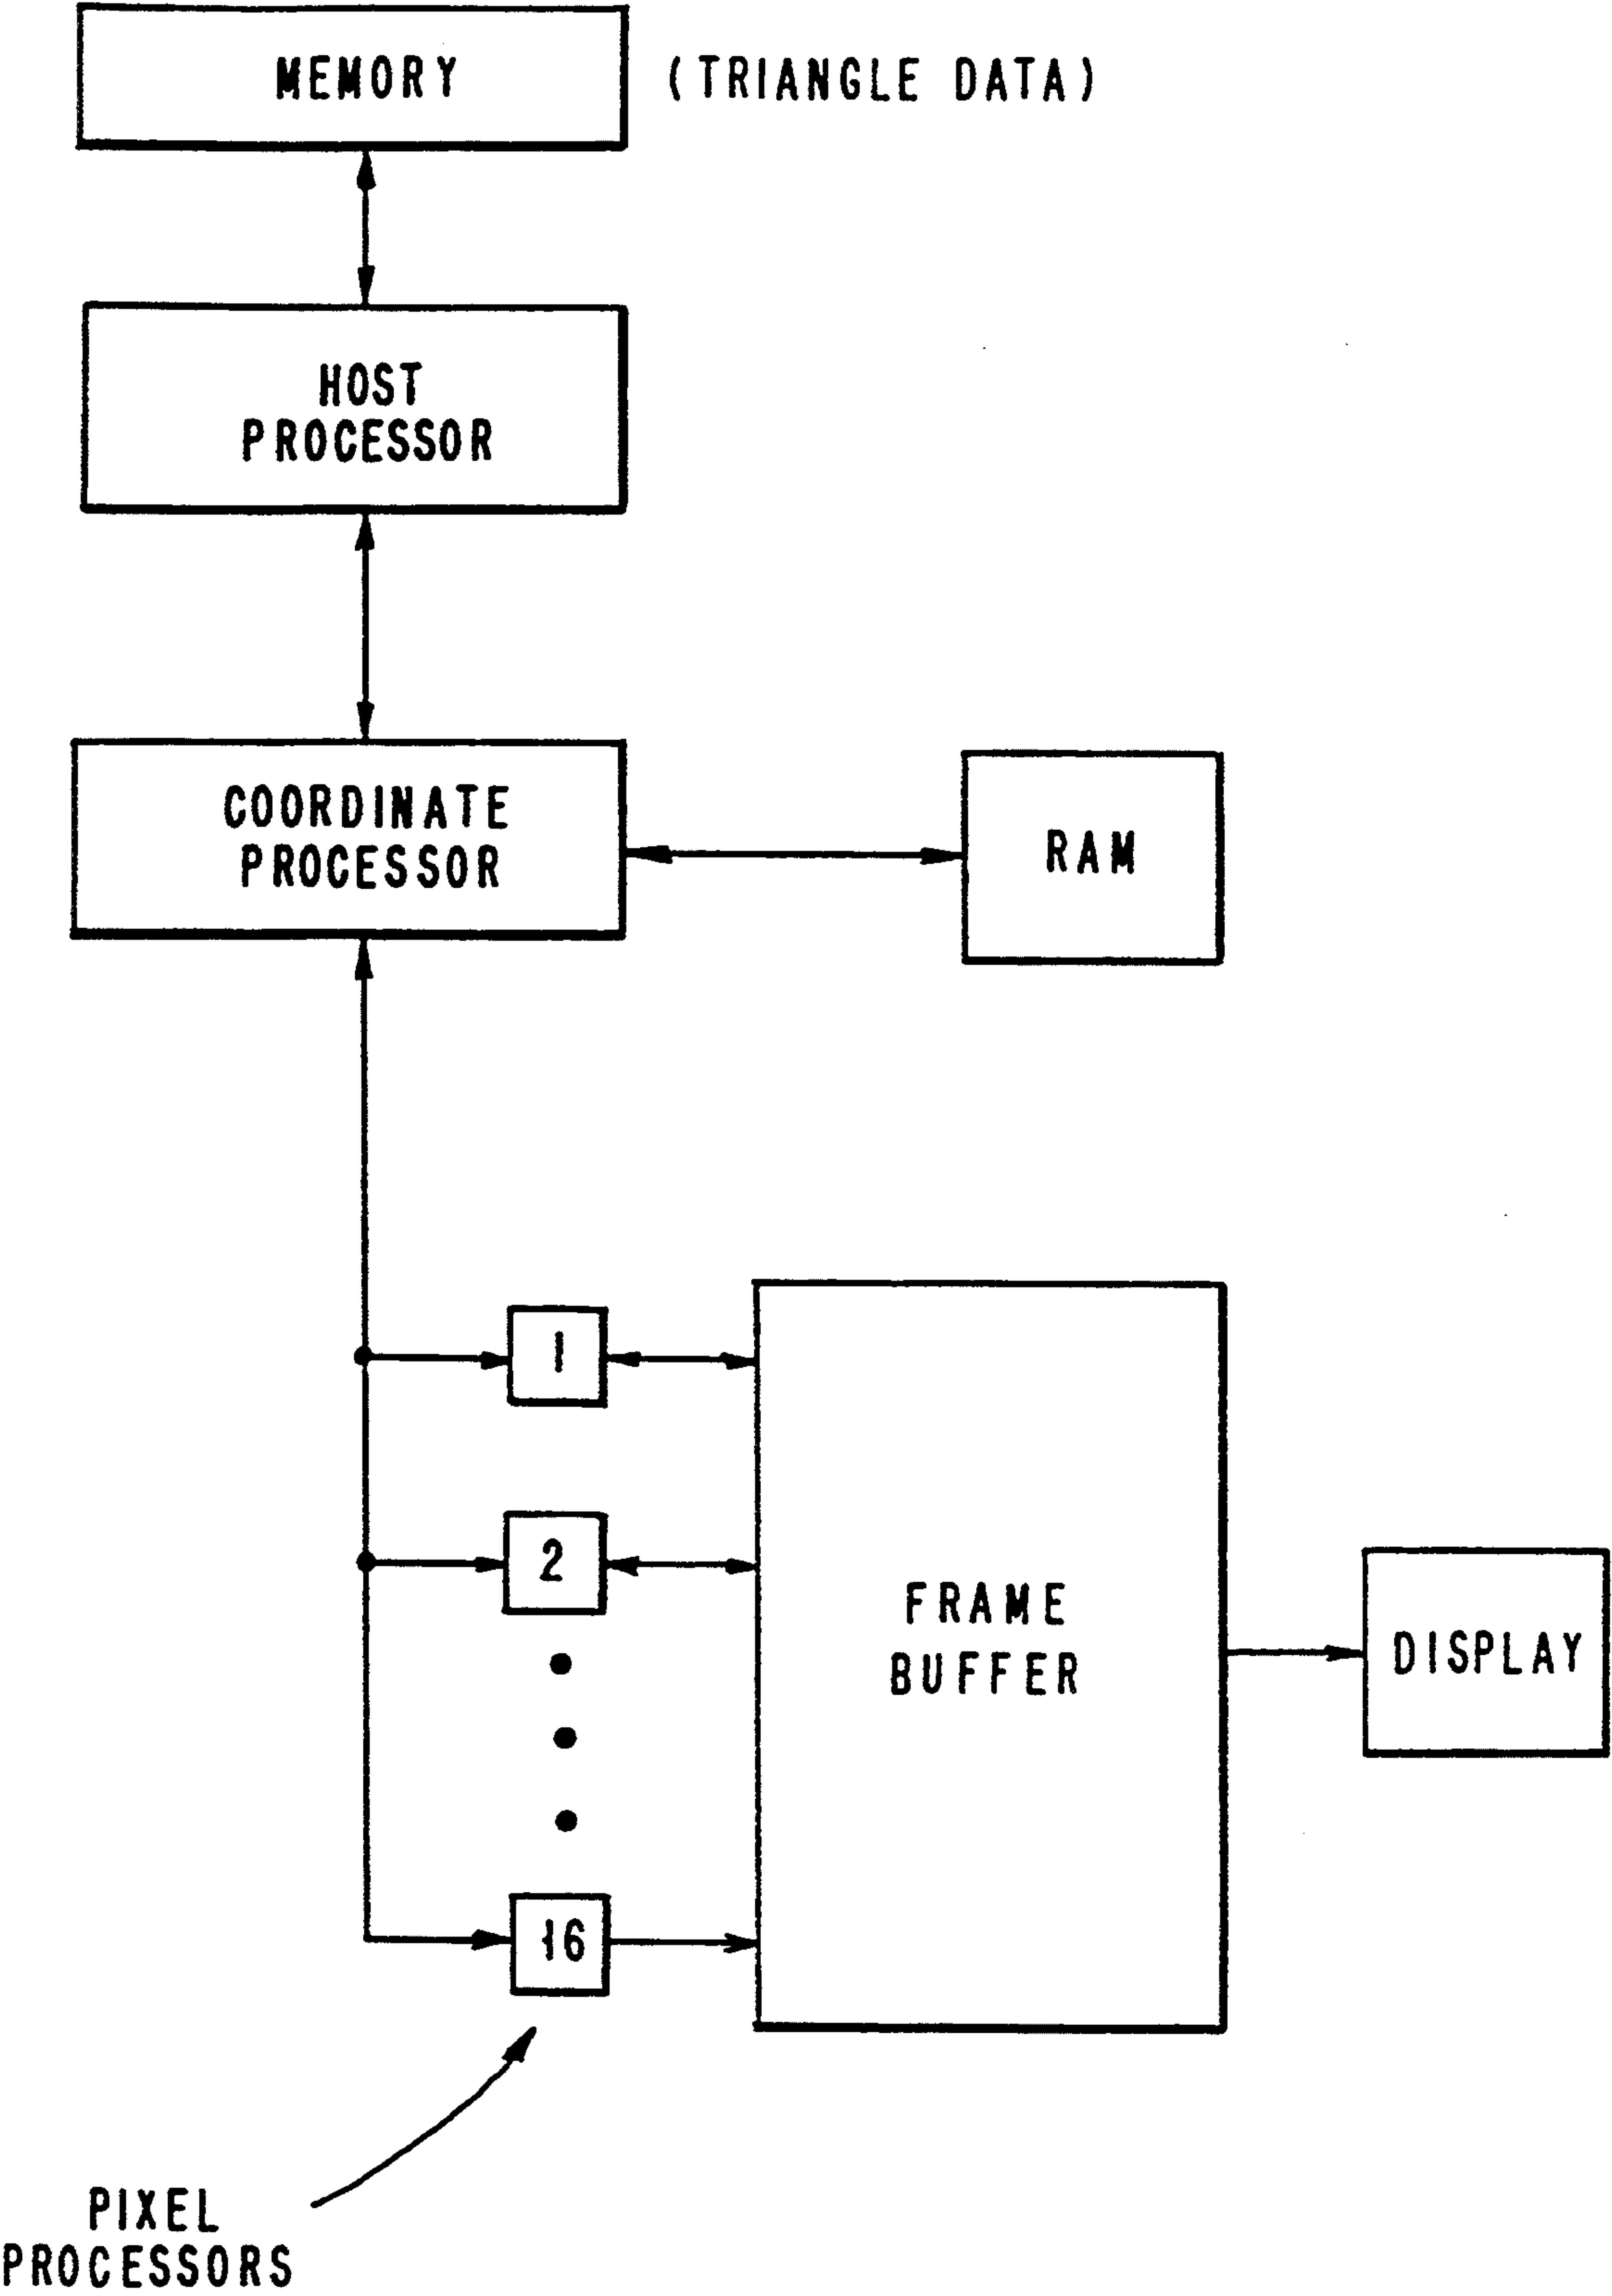 MEMORY (TRIANGLE DATA)
HOST
PROCESSOR
COORDINATE
PROCESSOR
RAM
1
2
16
FRAME
BUFFER
DISPLAY
PIXEL
PROCESSORS